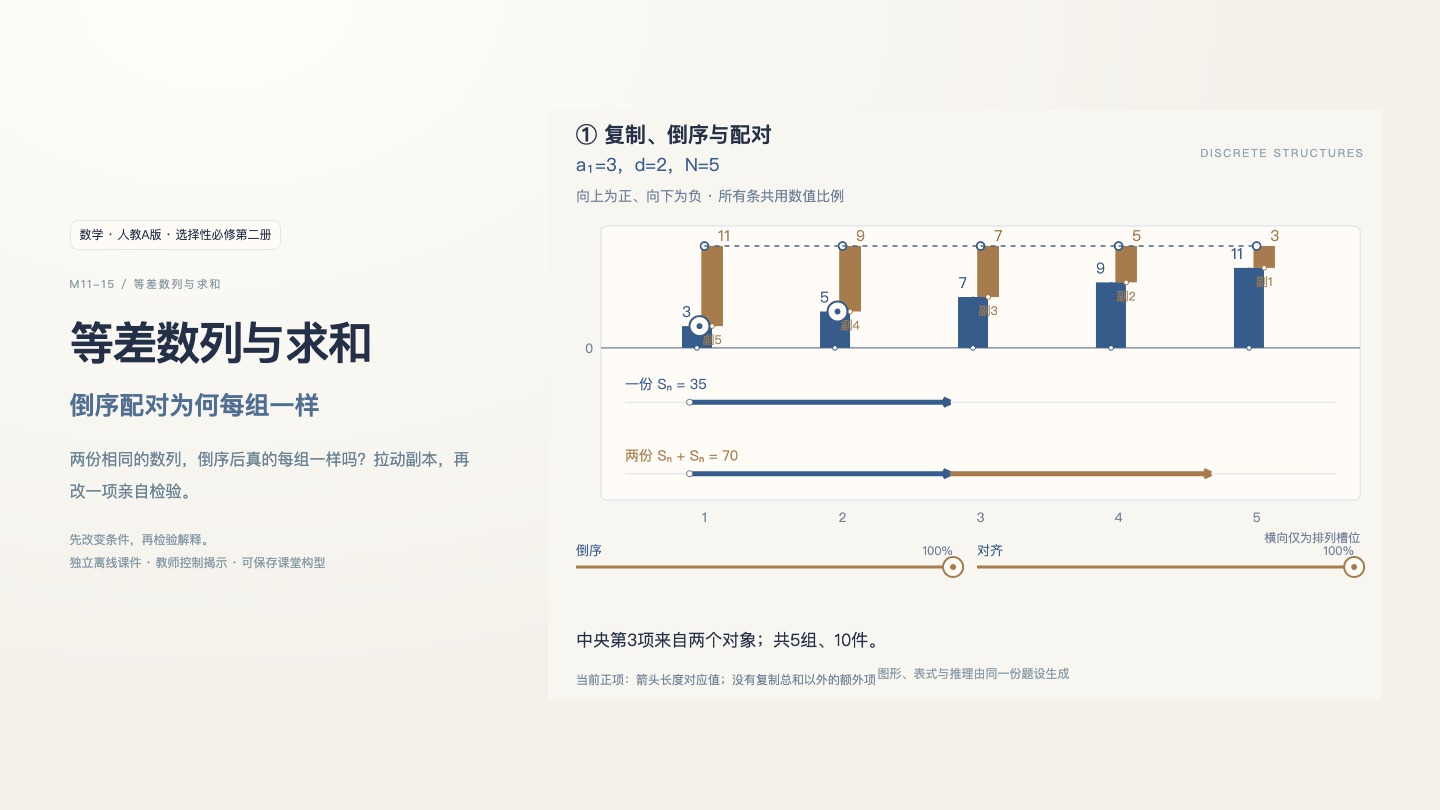 数学 · 人教A版 · 选择性必修第二册
M11-15 / 等差数列与求和
等差数列与求和
倒序配对为何每组一样
两份相同的数列，倒序后真的每组一样吗？拉动副本，再
改一项亲自检验。
先改变条件，再检验解释。
独立离线课件 · 教师控制揭示 · 可保存课堂构型
① 复制、倒序与配对
a₁=3，d=2，N=5
DISCRETE STRUCTURES
向上为正、向下为负 · 所有条共用数值比例
11 9 7 5 3
3 5 7 9 11
副5 副4 副3 副2 副1
0
一份 Sₙ = 35
两份 Sₙ + Sₙ = 70
1 2 3 4 5
横向仅为排列槽位
倒序 100% 对齐 100%
中央第3项来自两个对象；共5组、10件。
当前正项：箭头长度对应值；没有复制总和以外的额外项
图形、表式与推理由同一份题设生成